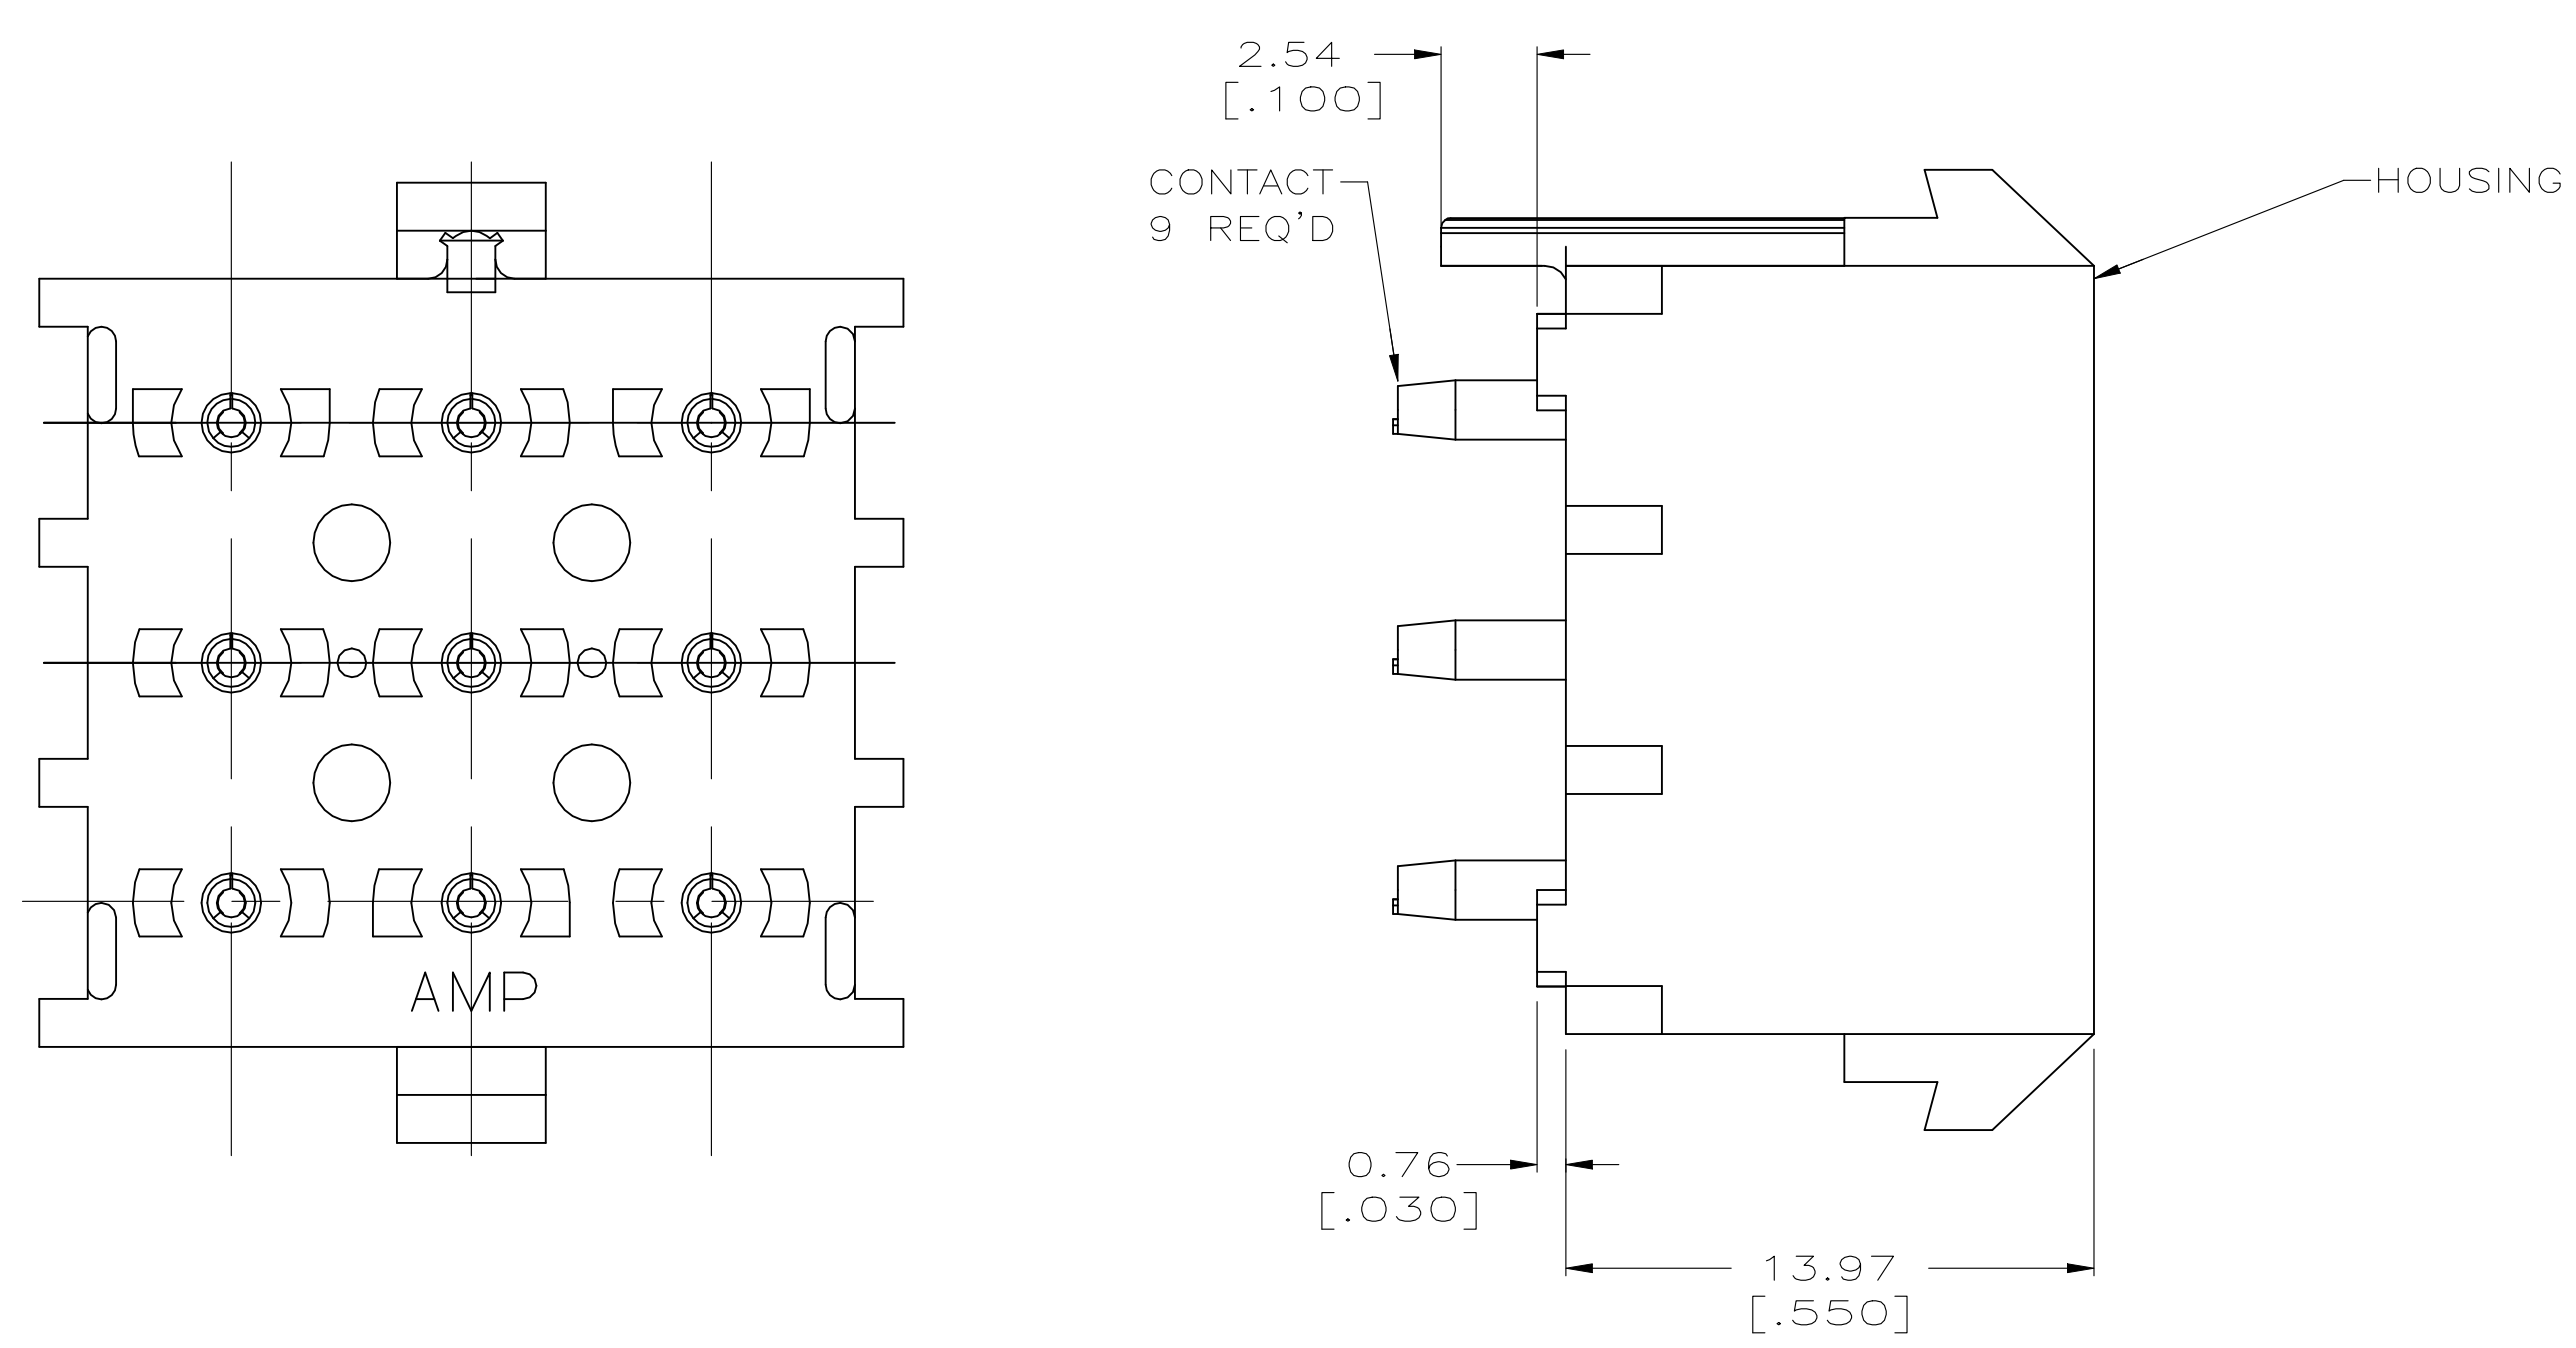 2.54
[.100]
CONTACT
9 REQ'D
HOUSING
AMP
0.76
[.030]
13.97
[.550]